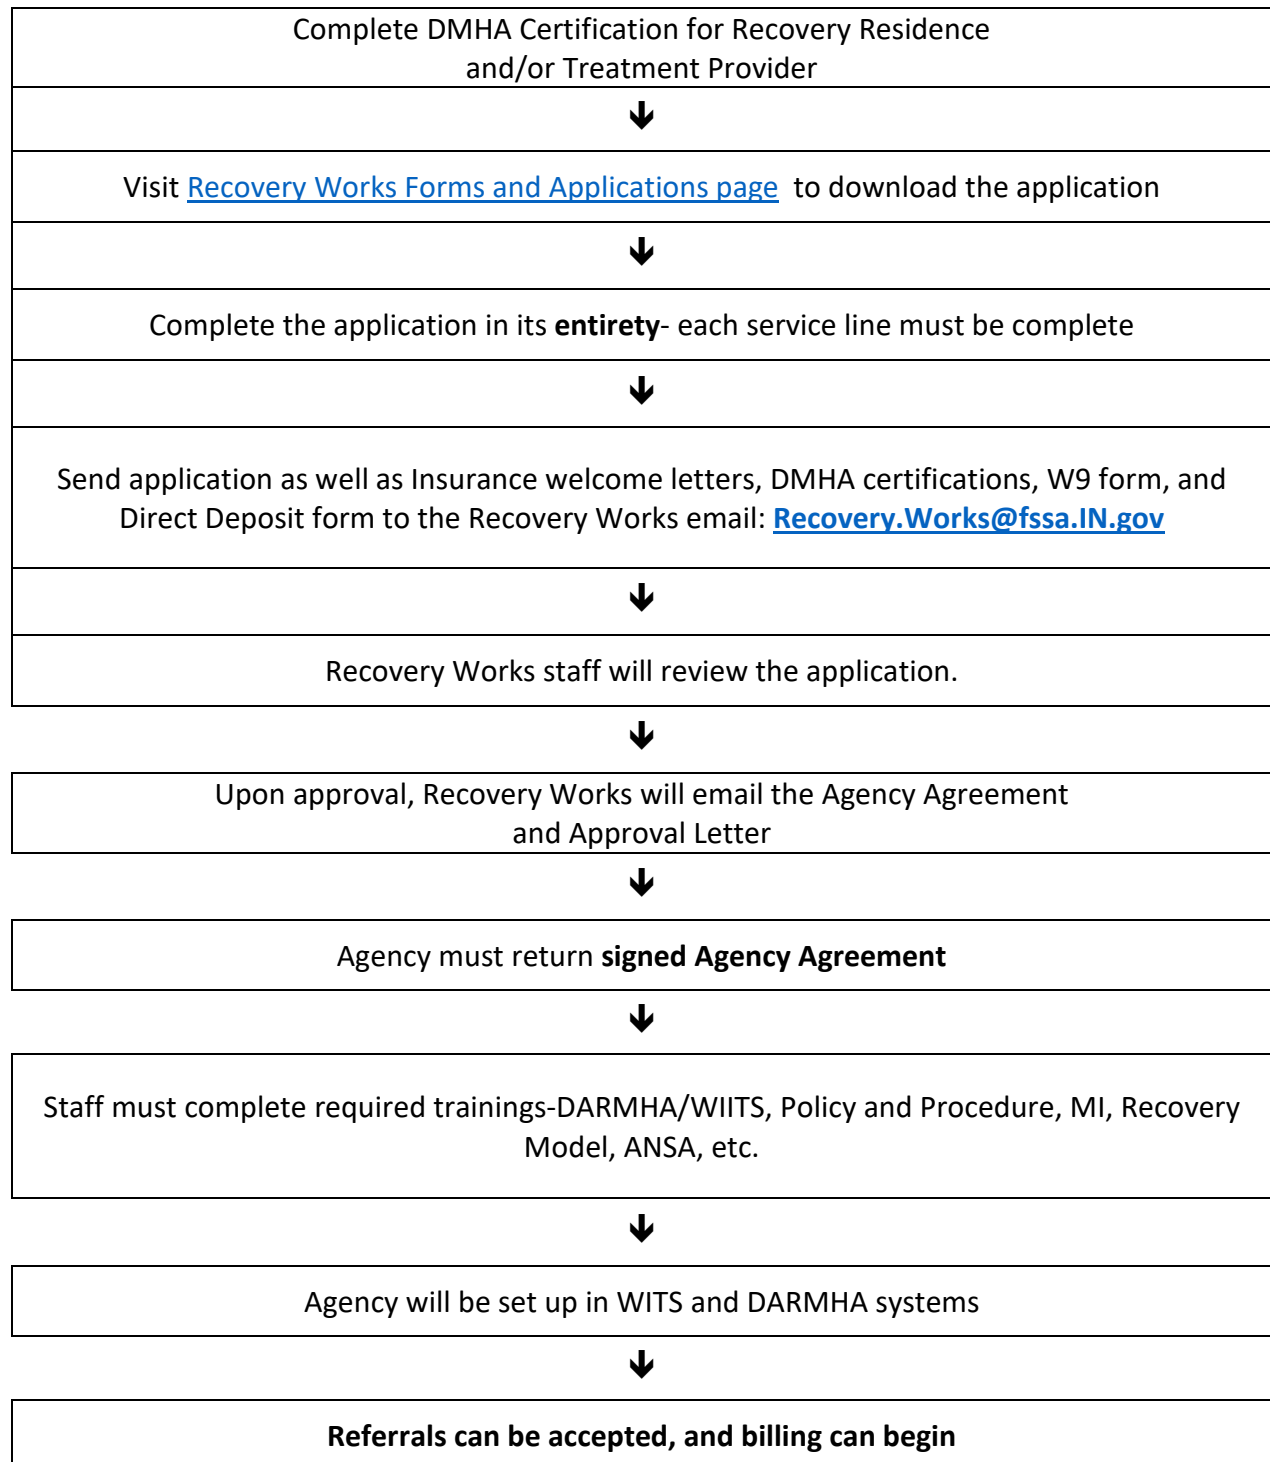 Complete DMHA Certification for Recovery Residence
and/or Treatment Provider
🡻
Visit Recovery Works Forms and Applications page to download the application
🡻
Complete the application in its entirety- each service line must be complete
🡻
Send application as well as Insurance welcome letters, DMHA certifications, W9 form, and
Direct Deposit form to the Recovery Works email: Recovery.Works@fssa.IN.gov
🡻
Recovery Works staff will review the application.
🡻
Upon approval, Recovery Works will email the Agency Agreement
and Approval Letter
🡻
Agency must return signed Agency Agreement
🡻
Staff must complete required trainings-DARMHA/WIITS, Policy and Procedure, MI, Recovery
Model, ANSA, etc.
🡻
Agency will be set up in WITS and DARMHA systems
🡻
Referrals can be accepted, and billing can begin